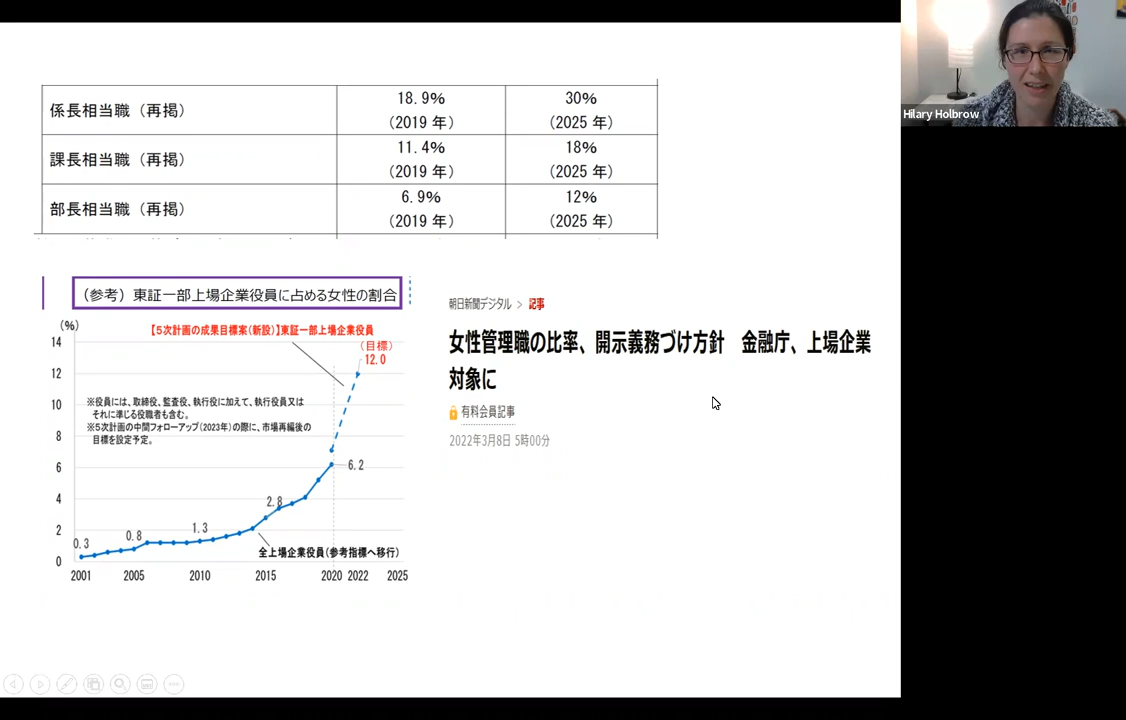 Hilary Holbrow
係長相当職（再掲） 18.9% 30%
（2019 年） （2025 年）
課長相当職（再掲） 11.4% 18%
（2019 年） （2025 年）
部長相当職（再掲） 6.9% 12%
（2019 年） （2025 年）
（参考）東証一部上場企業役員に占める女性の割合
(%)
【5次計画の成果目標案（新設）】東証一部上場企業役員
（目標）
12.0
※役員には、取締役、監査役、執行役に加えて、執行役員又は
それに準じる役職者も含む。
※5次計画の中間フォローアップ（2023年）の際に、市場再編後の
目標を設定予定。
14
12
10
8
6
4
2
0
0.3
0.8
1.3
2.8
6.2
全上場企業役員（参考指標へ移行）
2001 2005 2010 2015 2020 2022 2025
朝日新聞デジタル > 記事
女性管理職の比率、開示義務づけ方針　金融庁、上場企業
対象に
有料会員記事
2022年3月8日 5時00分